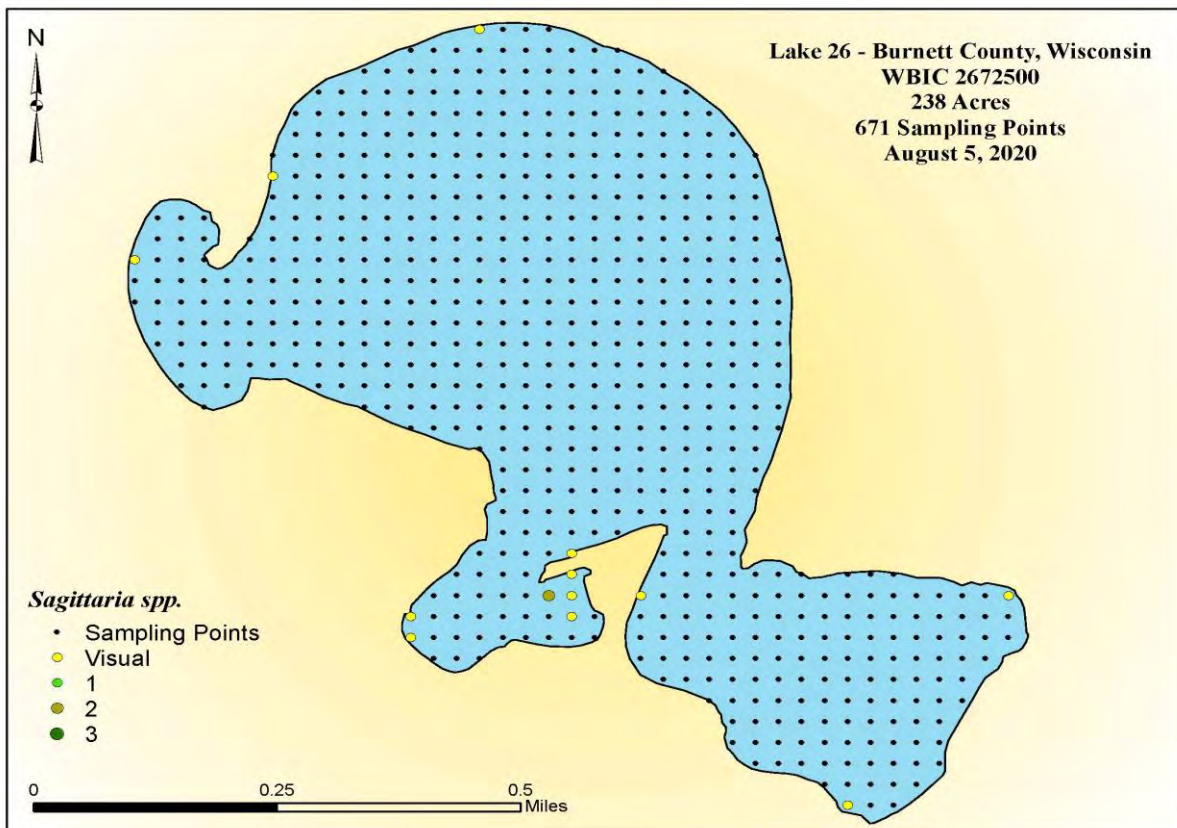 N
Lake 26 - Burnett County, Wisconsin
WBIC 2672500
238 Acres
671 Sampling Points
August 5, 2020
Sagittaria spp.
Sampling Points
Visual
1
2
3
0 0.25 0.5
Miles